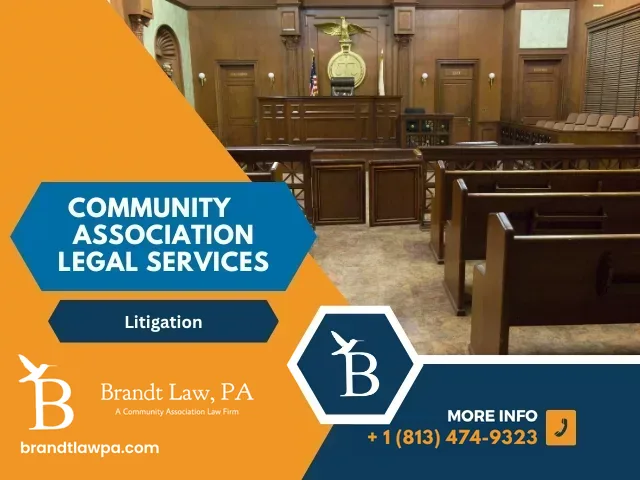 COMMUNITY
ASSOCIATION
LEGAL SERVICES
Litigation
B
Brandt Law, PA
A Community Association Law Firm
brandtlawpa.com
B
MORE INFO
+ 1 (813) 474-9323